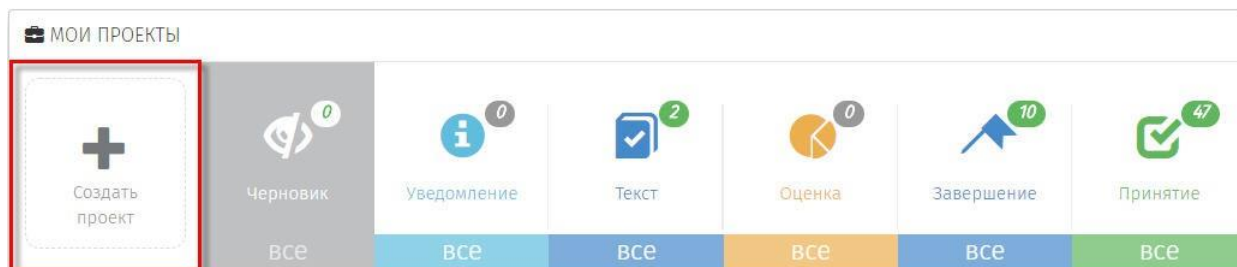 МОИ ПРОЕКТЫ
0
0
2
0
10
47
Создать
проект
Черновик
Уведомление
Текст
Оценка
Завершение
Принятие
все
все
все
все
все
все